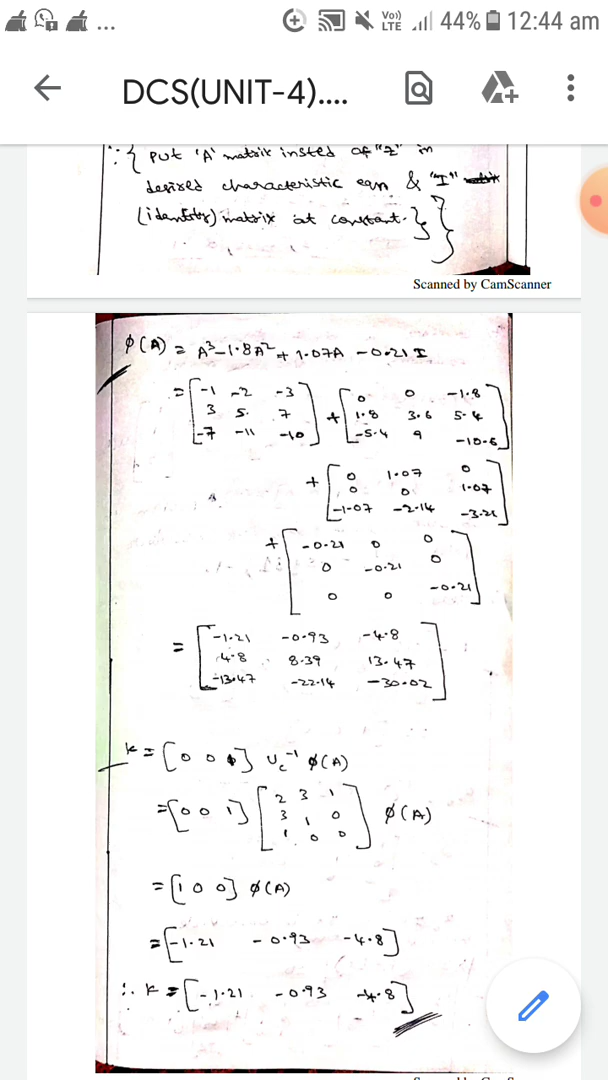 ... Vo)) LTE 44% 12:44 am
DCS(UNIT-4)....
∵ { Put 'A' matrix insted of "Z" in
desired characteristic eqn & "I"
(identity) matrix at constant. } }
Scanned by CamScanner
Φ(A) = A³-1.8A²+1.07A -0.21 I
= [ -1 -2 -3 ] + [ 0 0 -1.8 ]
[ 3 5 7 ] [ 1.8 3.6 5.4 ]
[ -7 -11 -10 ] [ -5.4 9 -10.6 ]
+ [ 0 1.07 0 ]
[ 0 0 1.07 ]
[ -1.07 -2.14 -3.21 ]
+ [ -0.21 0 0 ]
[ 0 -0.21 0 ]
[ 0 0 -0.21 ]
= [ -1.21 -0.93 -4.8 ]
[ 4.8 8.39 13.47 ]
[ -13.47 -22.14 -30.02 ]
k = [0 0 1] Uc⁻¹ Φ(A)
= [0 0 1] [ 2 3 1 ] Φ(A)
[ 3 1 0 ]
[ 1 0 0 ]
= [1 0 0] Φ(A)
= [-1.21 -0.93 -4.8]
∴ k = [-1.21 -0.93 -4.8]